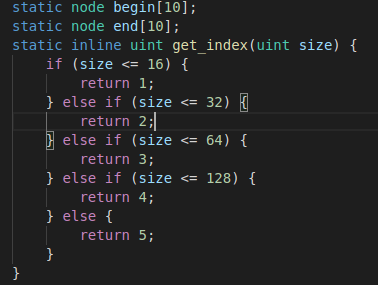 static node begin[10];
static node end[10];
static inline uint get_index(uint size) {
    if (size <= 16) {
        return 1;
    } else if (size <= 32) {
        return 2;
    } else if (size <= 64) {
        return 3;
    } else if (size <= 128) {
        return 4;
    } else {
        return 5;
    }
}